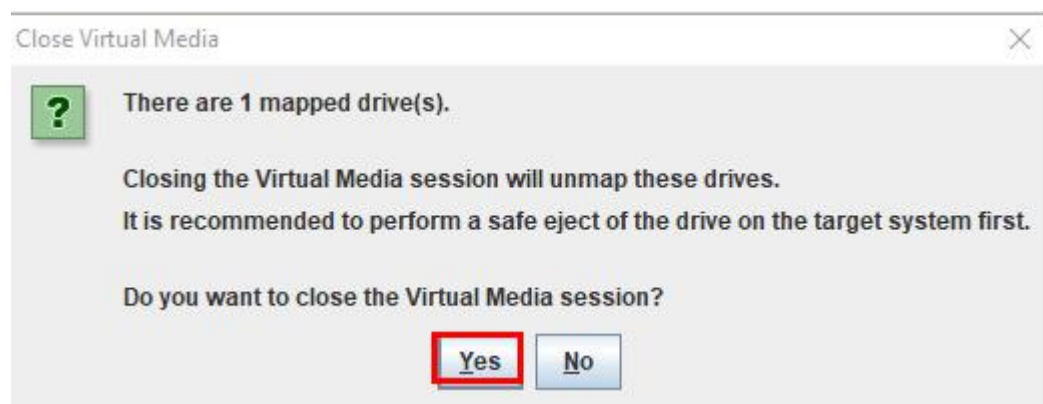 Close Virtual Media
?
There are 1 mapped drive(s).
Closing the Virtual Media session will unmap these drives.
It is recommended to perform a safe eject of the drive on the target system first.
Do you want to close the Virtual Media session?
Yes No